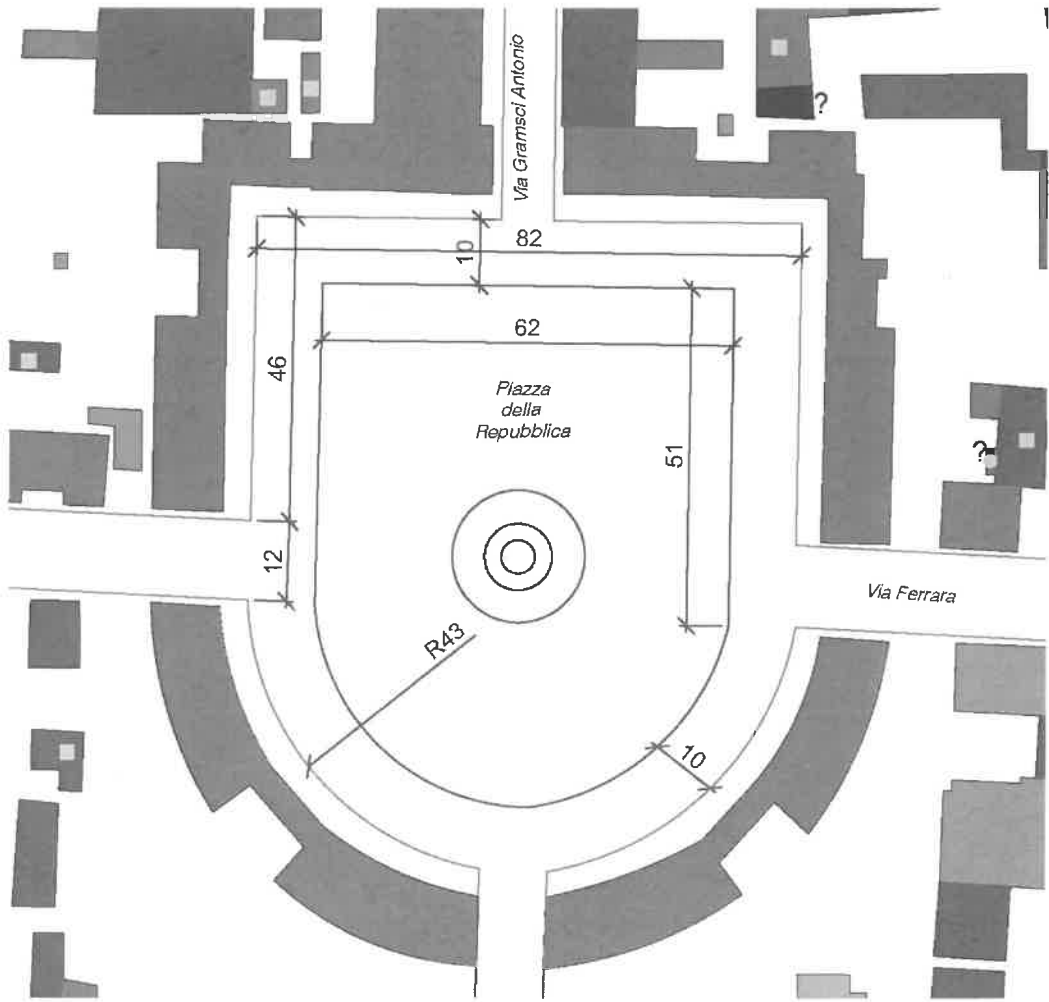 Via Gramsci Antonio
?
10
82
62
46
Piazza
della
Repubblica
51
?
12
Via Ferrara
R43
10